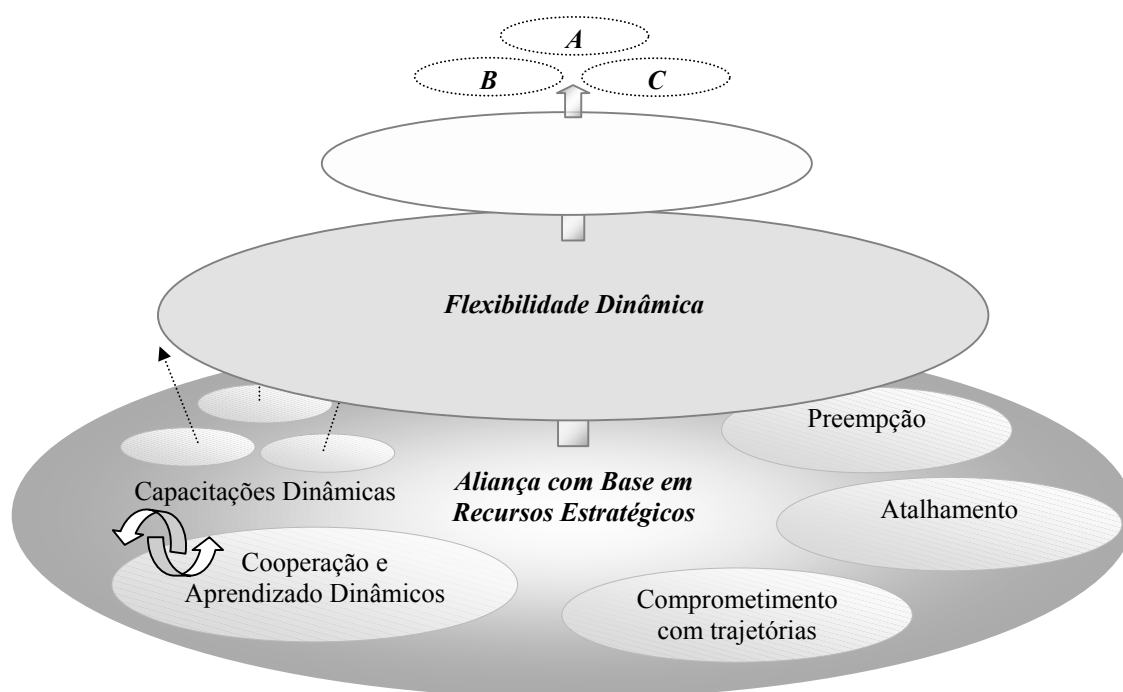 A
B
C
Flexibilidade Dinâmica
Preempção
Aliança com Base em
Recursos Estratégicos
Capacitações Dinâmicas
Atalhamento
Cooperação e
Aprendizado Dinâmicos
Comprometimento
com trajetórias